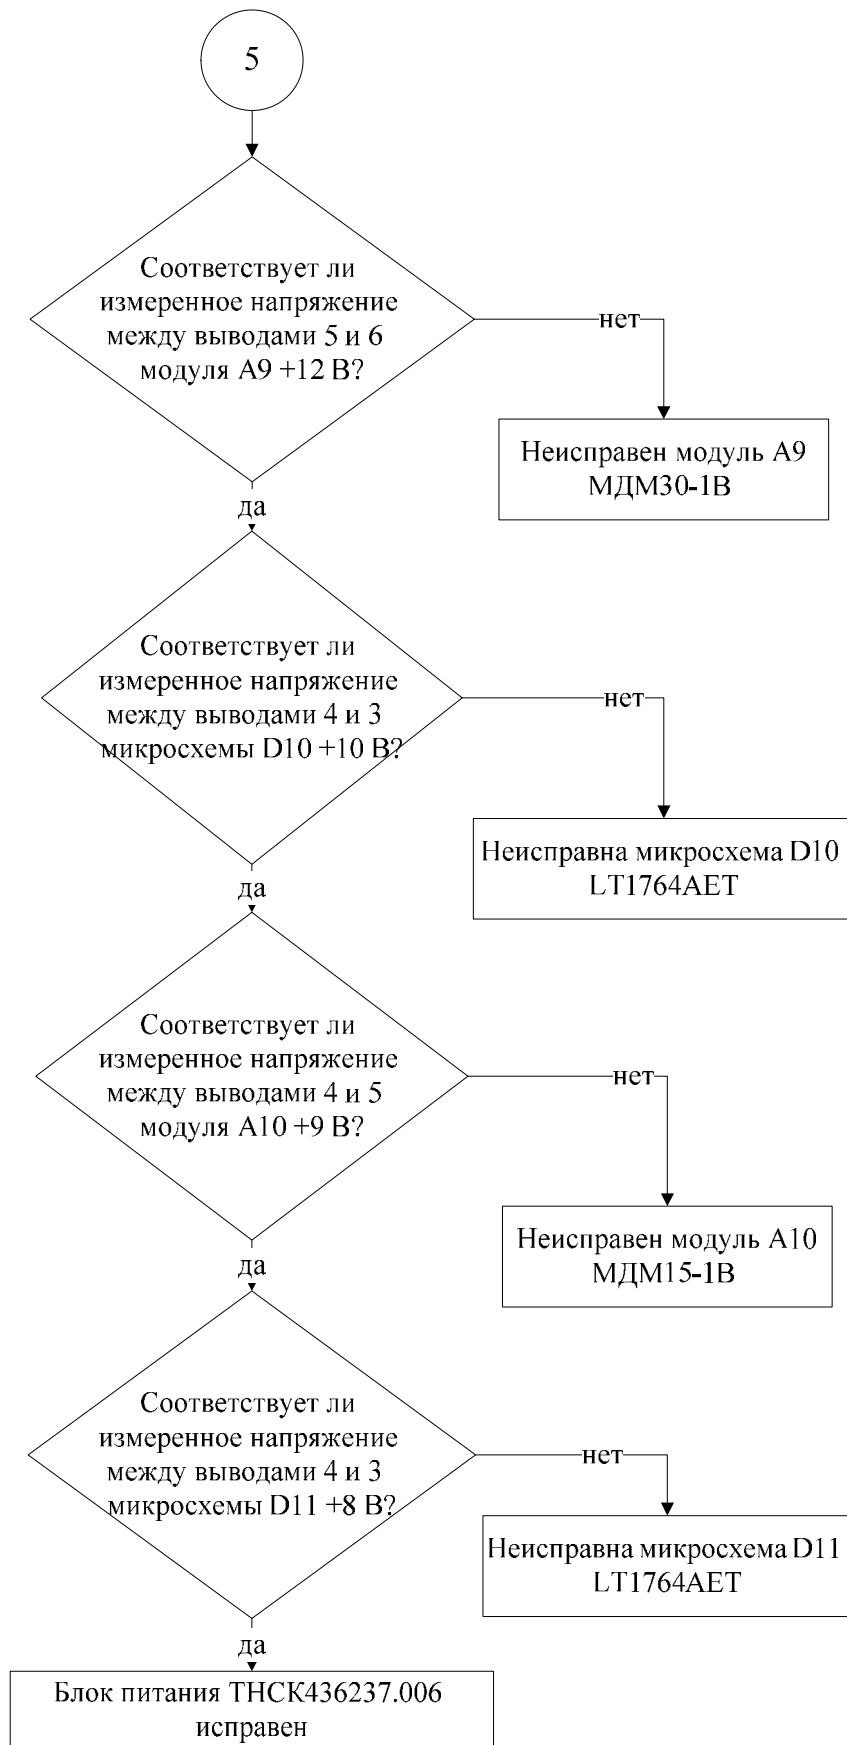 5
Соответствует ли
измеренное напряжение
между выводами 5 и 6
модуля А9 +12 В?
нет
Неисправен модуль А9
МДМ30-1В
да
Соответствует ли
измеренное напряжение
между выводами 4 и 3
микросхемы D10 +10 В?
нет
Неисправна микросхема D10
LT1764AET
да
Соответствует ли
измеренное напряжение
между выводами 4 и 5
модуля А10 +9 В?
нет
Неисправен модуль А10
МДМ15-1В
да
Соответствует ли
измеренное напряжение
между выводами 4 и 3
микросхемы D11 +8 В?
нет
Неисправна микросхема D11
LT1764AET
да
Блок питания ТНСК436237.006
исправен